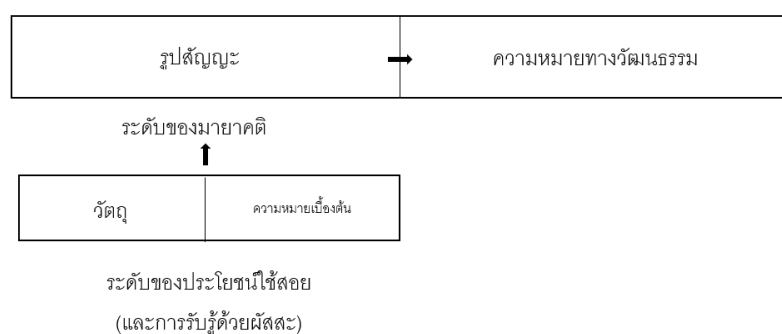 รูปสัญญะ ความหมายทางวัฒนธรรม
ระดับของมายาคติ
วัตถุ ความหมายเบื้องต้น
ระดับของประโยชน์ใช้สอย
(และการรับรู้ด้วยผัสสะ)